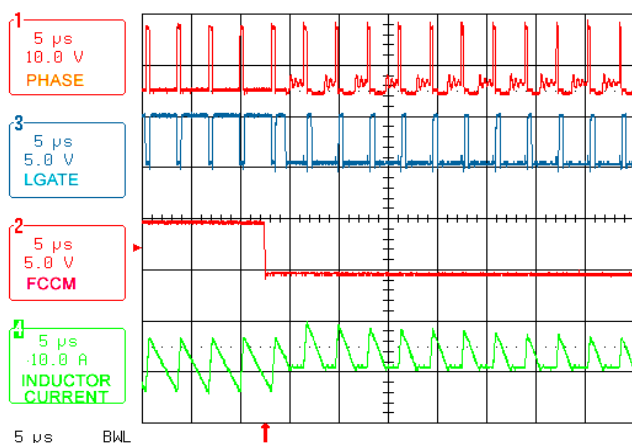 1
5 µs
10.0 V
PHASE
3
5 µs
5.0 V
LGATE
2
5 µs
5.0 V
FCCM
4
5 µs
10.0 A
INDUCTOR
CURRENT
5 µs BWL